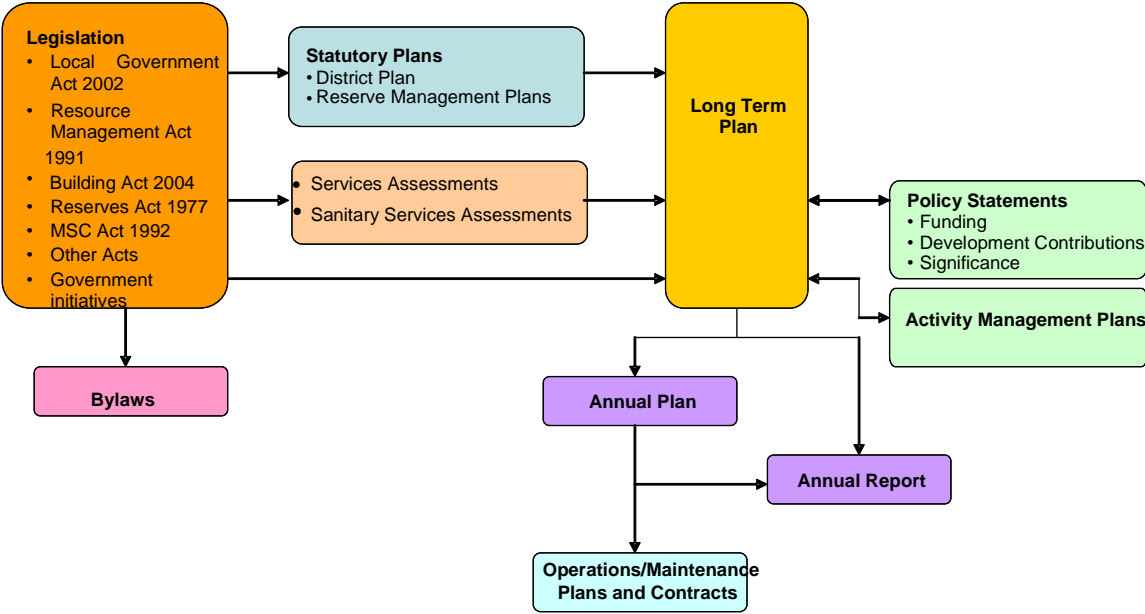 Legislation
• Local Government
Act 2002
• Resource
Management Act
1991
• Building Act 2004
• Reserves Act 1977
• MSC Act 1992
• Other Acts
• Government
initiatives
Statutory Plans
• District Plan
• Reserve Management Plans
• Services Assessments
• Sanitary Services Assessments
Long Term
Plan
Policy Statements
• Funding
• Development Contributions
• Significance
Activity Management Plans
Bylaws
Annual Plan
Annual Report
Operations/Maintenance
Plans and Contracts